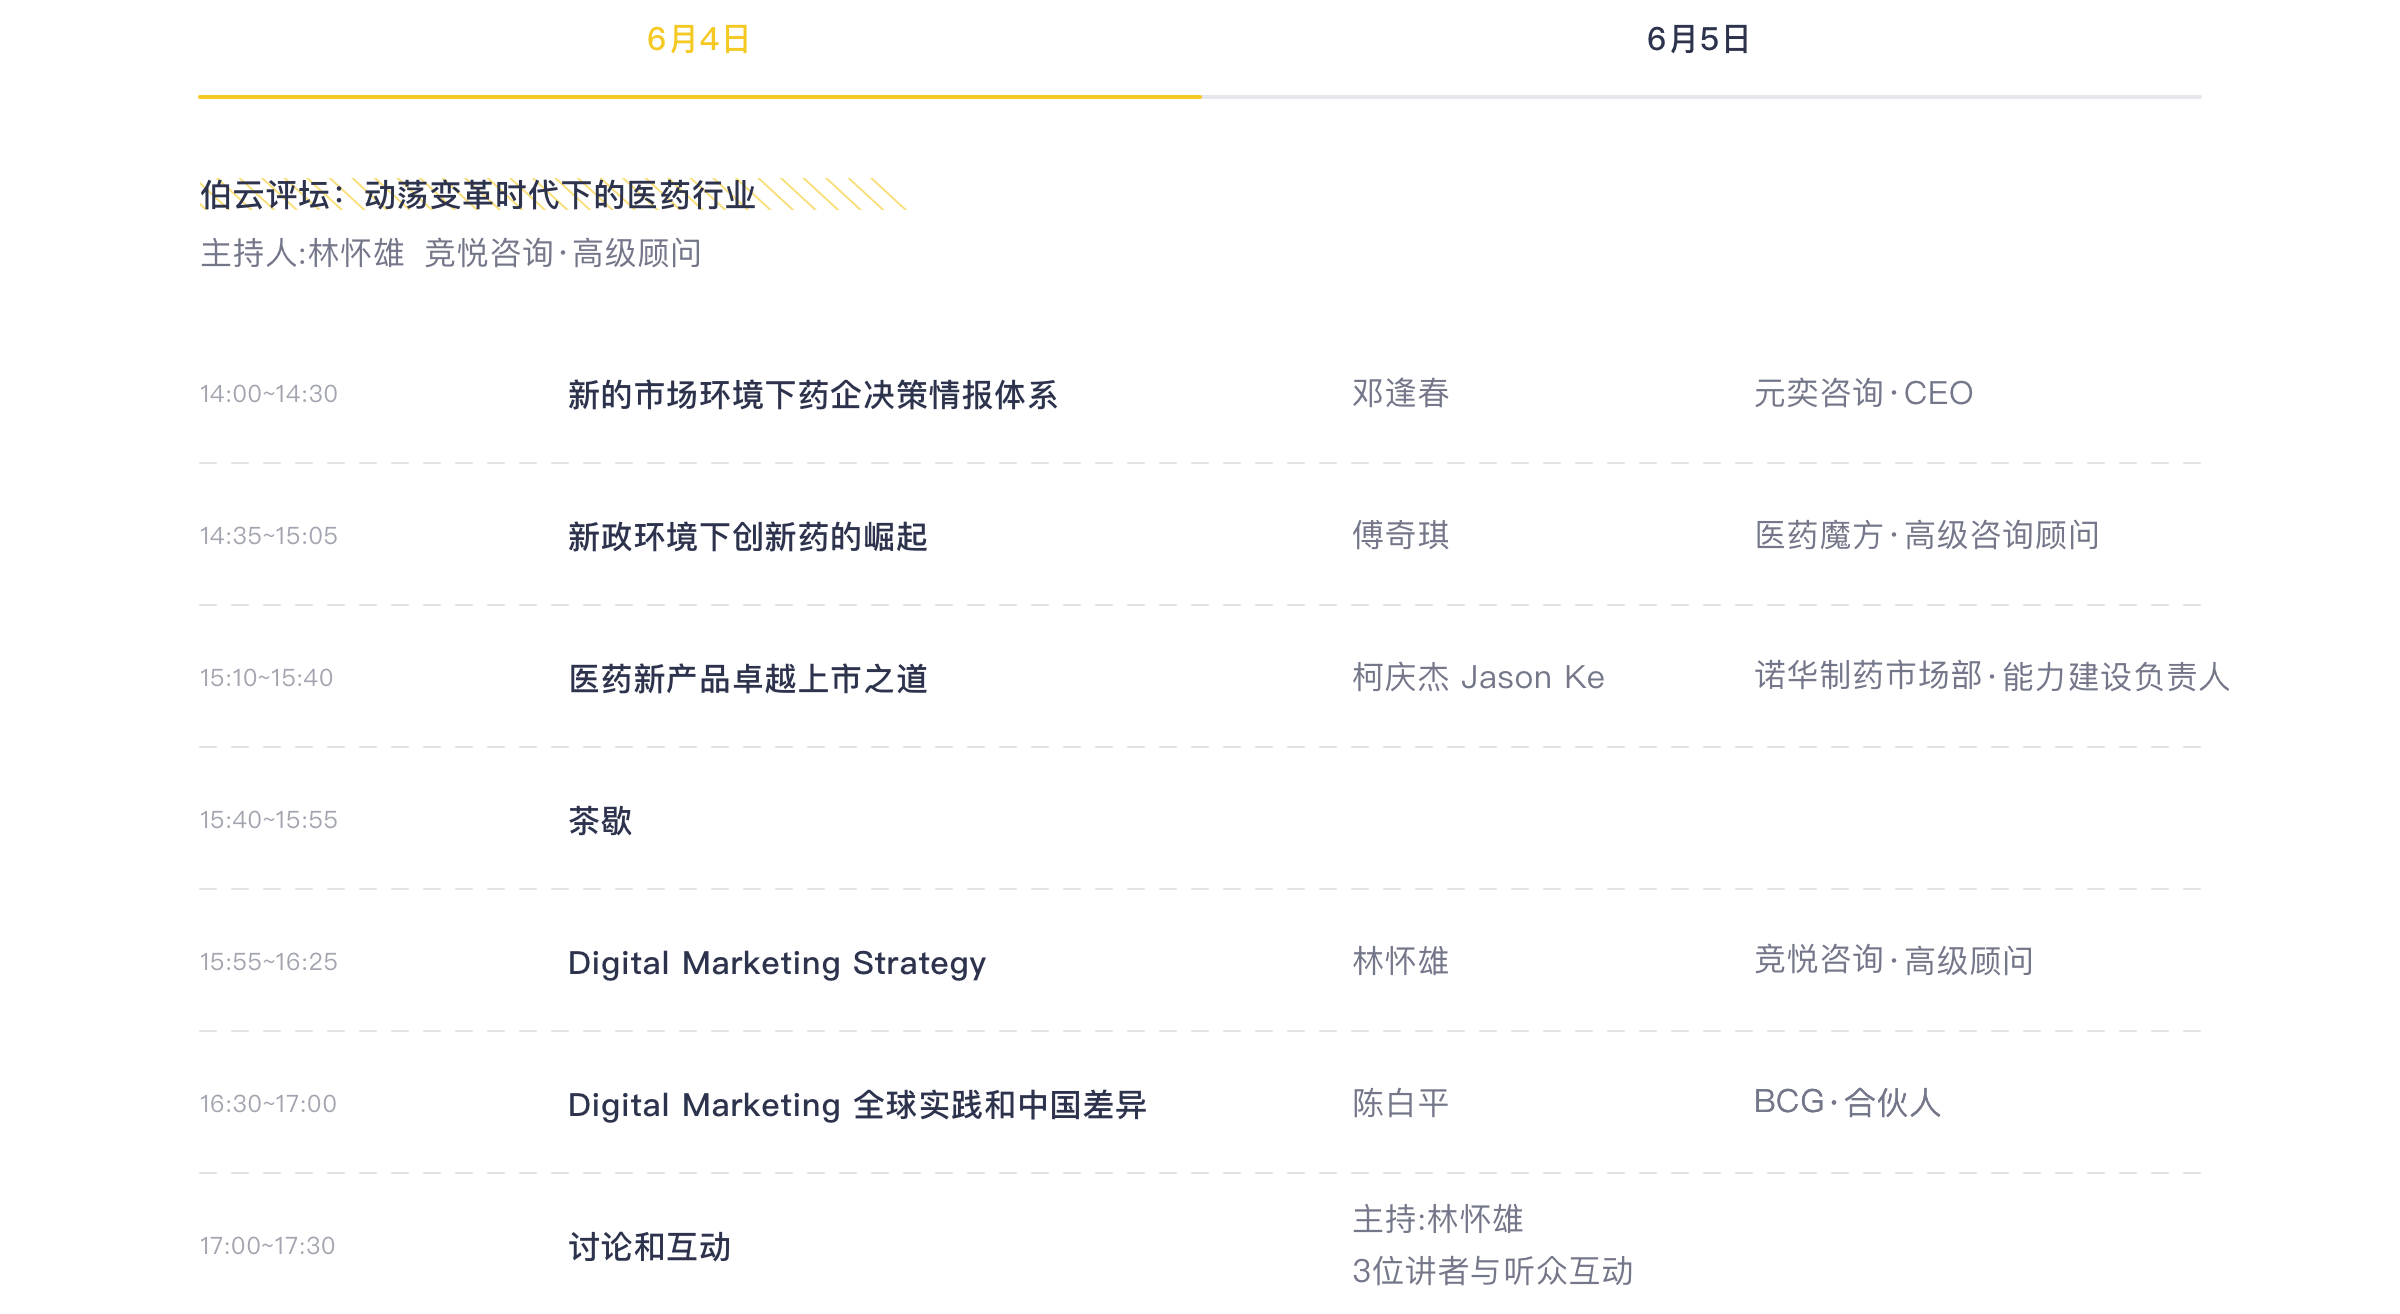 6月4日 6月5日
伯云评坛：动荡变革时代下的医药行业
主持人:林怀雄 竞悦咨询·高级顾问
14:00~14:30 新的市场环境下药企决策情报体系 邓逢春 元奕咨询·CEO
14:35~15:05 新政环境下创新药的崛起 傅奇琪 医药魔方·高级咨询顾问
15:10~15:40 医药新产品卓越上市之道 柯庆杰 Jason Ke 诺华制药市场部·能力建设负责人
15:40~15:55 茶歇
15:55~16:25 Digital Marketing Strategy 林怀雄 竞悦咨询·高级顾问
16:30~17:00 Digital Marketing 全球实践和中国差异 陈白平 BCG·合伙人
17:00~17:30 讨论和互动 主持:林怀雄
3位讲者与听众互动